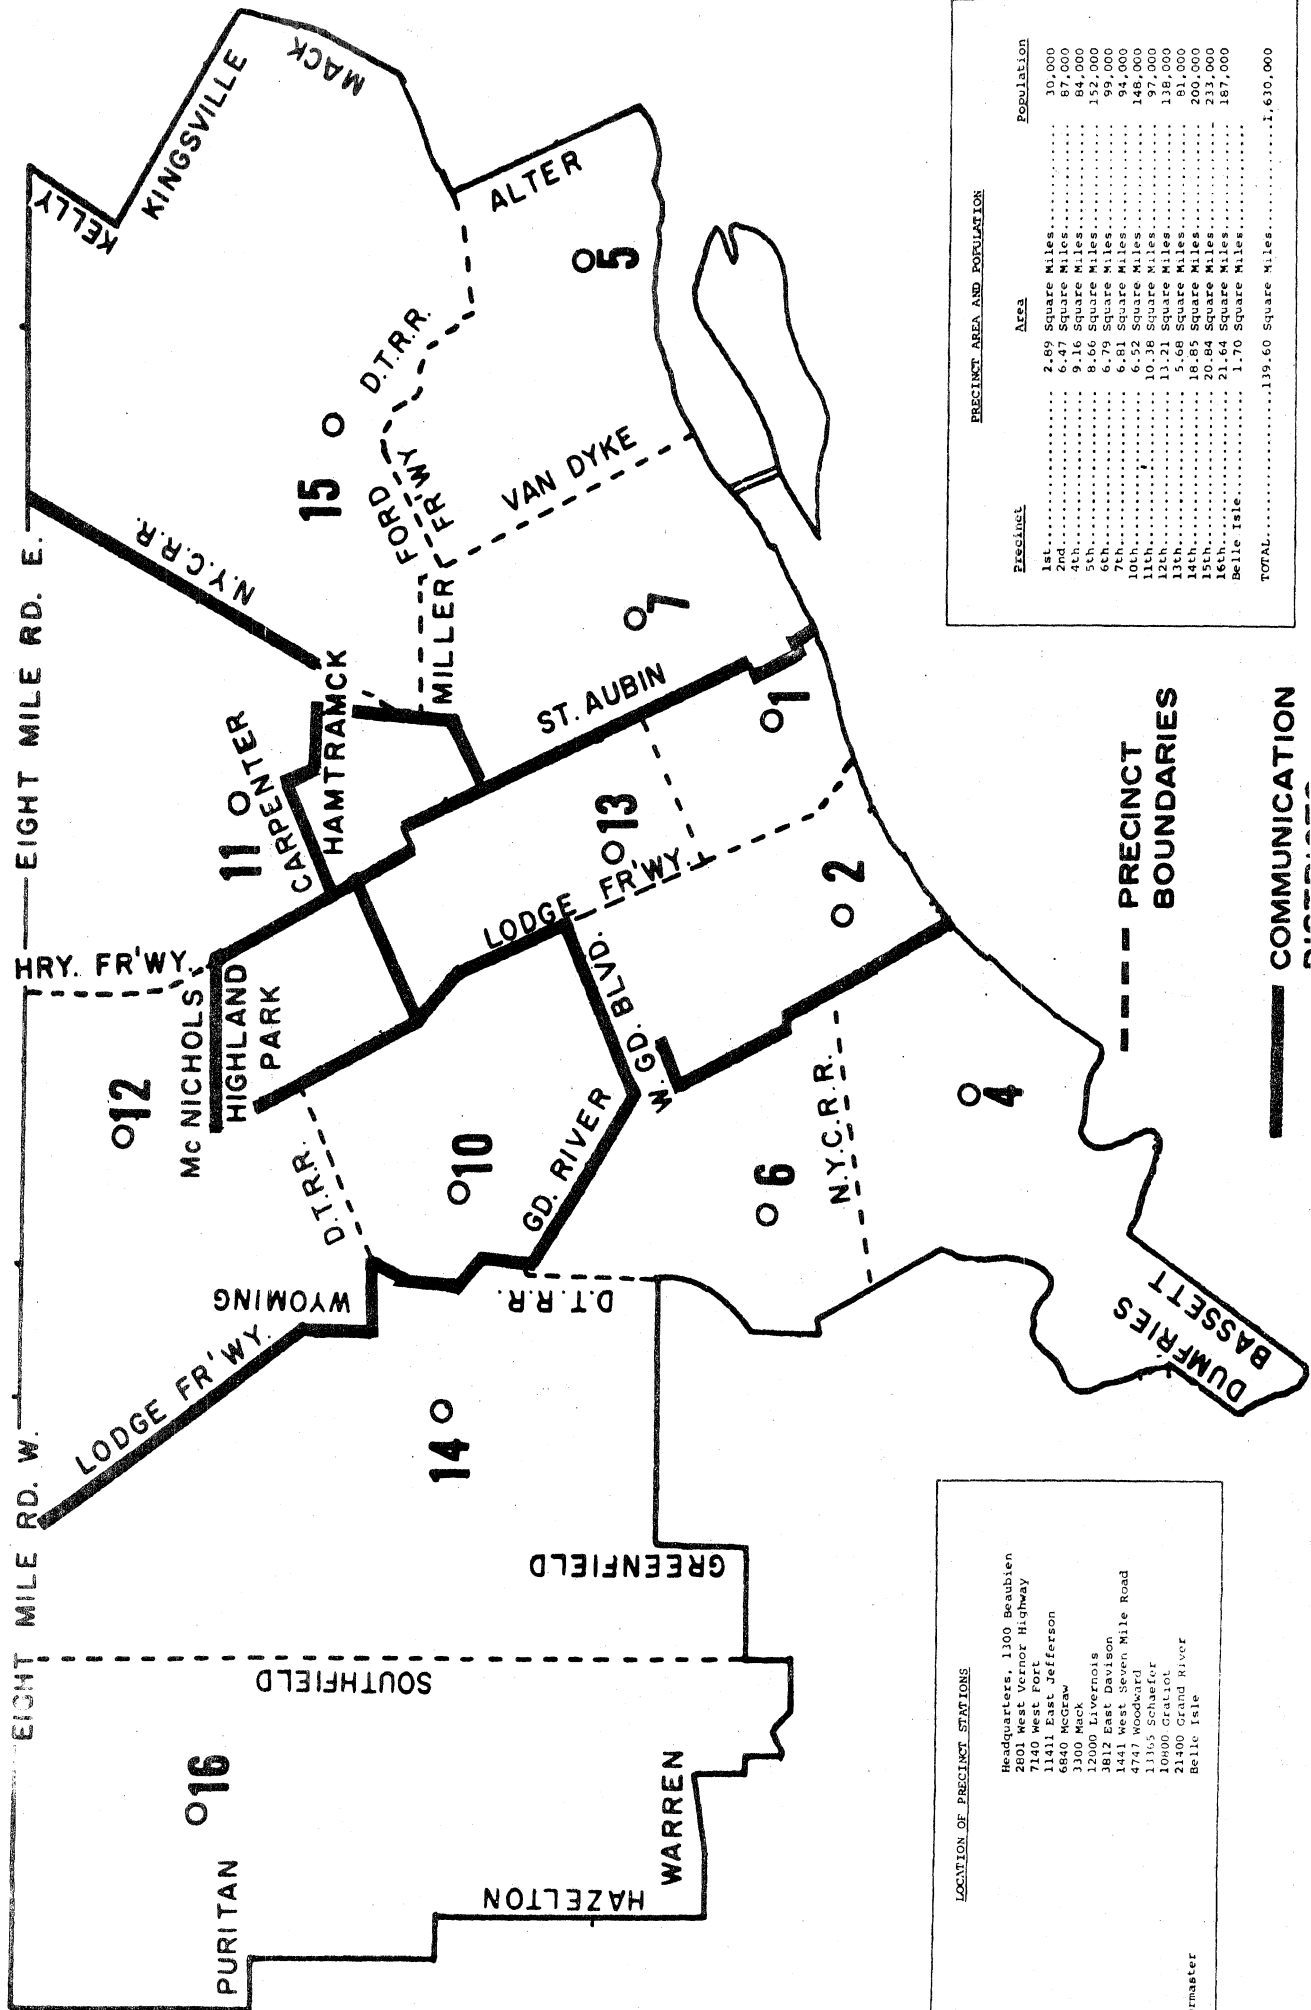 EIGHT MILE RD. W.
EIGHT MILE RD. E.
KELLY
KINGSVILLE
MACK
ALTER
5
D.T.R.R.
15
FORD
FR'WY
VAN DYKE
N.Y.C.R.R.
MILLER
7
HAMTRAMCK
CARPENTER
11
ST. AUBIN
1
13
HRY. FR'WY.
McNICHOLS
HIGHLAND
PARK
12
LODGE FR'WY.
2
W. GD. BLVD.
10
GD. RIVER
D.T.R.R.
6
N.Y.C.R.R.
4
WYOMING
LODGE FR'WY.
D.T.R.R.
14
DUMFRIES
BASSETT
GREENFIELD
SOUTHFIELD
16
PURITAN
WARREN
HAZELTON
PRECINCT
BOUNDARIES
COMMUNICATION
LOCATION OF PRECINCT STATIONS
Headquarters, 1300 Beaubien
2801 West Vernor Highway
7140 West Fort
11411 East Jefferson
6840 McGraw
3300 Mack
12000 Livernois
3812 East Davison
1441 West Seven Mile Road
4747 Woodward
13365 Schaefer
10800 Gratiot
21400 Grand River
Belle Isle
rmaster
PRECINCT AREA AND POPULATION
Precinct Area Population
1st 2.89 Square Miles 30,000
2nd 6.47 Square Miles 87,000
4th 9.16 Square Miles 84,000
5th 8.66 Square Miles 152,000
6th 6.79 Square Miles 99,000
7th 6.81 Square Miles 94,000
10th 6.52 Square Miles 148,000
11th 10.38 Square Miles 97,000
12th 13.21 Square Miles 138,000
13th 5.68 Square Miles 81,000
14th 18.85 Square Miles 200,000
15th 20.84 Square Miles 233,000
16th 21.64 Square Miles 187,000
Belle Isle 1.70 Square Miles
TOTAL 139.60 Square Miles 1,630,000